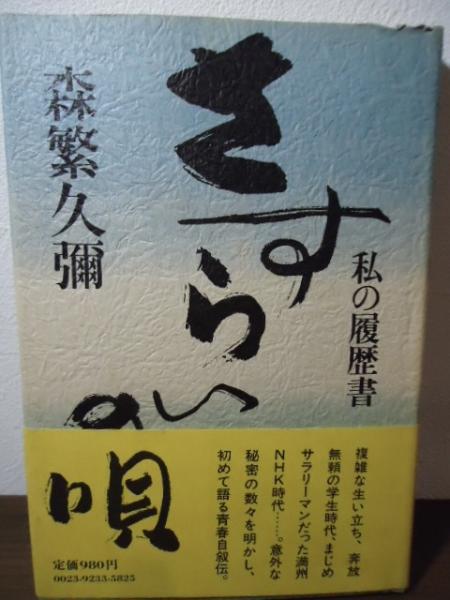 私の履歴書
さすらいの唄
森繁久彌
複雑な生い立ち、奔放
無頼の学生時代、まじめ
サラリーマンだった満州
NHK時代……。意外な
秘密の数々を明かし、
初めて語る青春自叙伝。
定価980円
0023-9233-5825